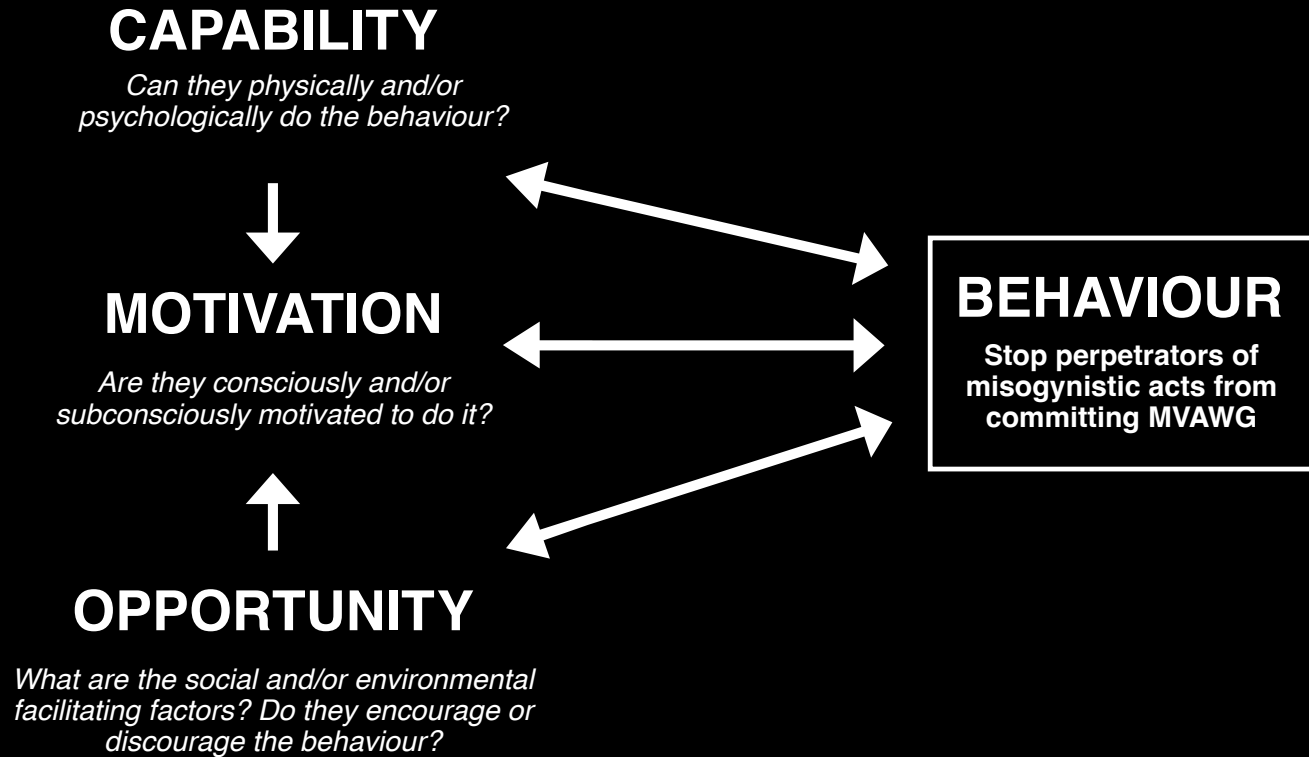 CAPABILITY
Can they physically and/or
psychologically do the behaviour?
MOTIVATION
Are they consciously and/or
subconsciously motivated to do it?
OPPORTUNITY
What are the social and/or environmental
facilitating factors? Do they encourage or
discourage the behaviour?
BEHAVIOUR
Stop perpetrators of
misogynistic acts from
committing MVAWG